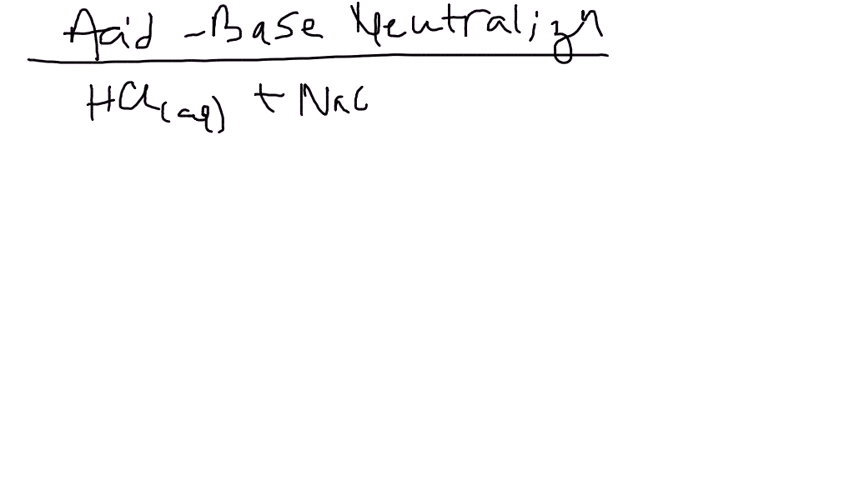 Acid-Base Neutralizn
HCl(aq) + NaC